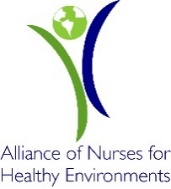 Alliance of Nurses for
Healthy Environments